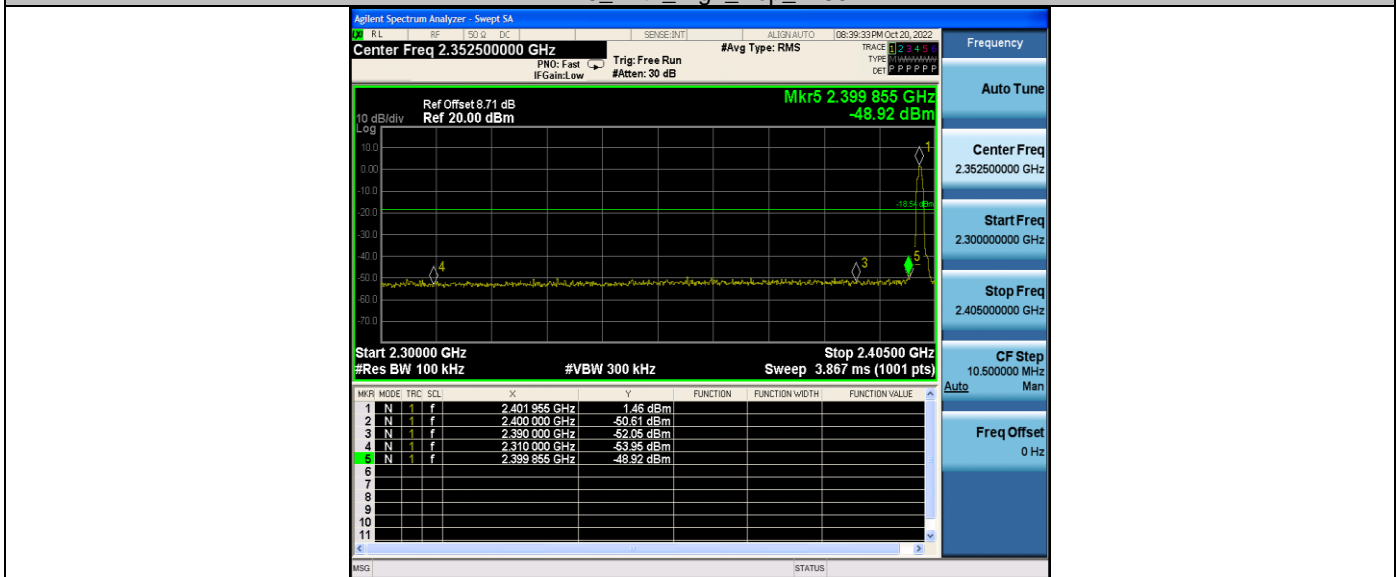 Agilent Spectrum Analyzer - Swept SA
RL RF 50 Ω DC SENSE:INT ALIGNAUTO 08:39:33PM Oct 20, 2022
Center Freq 2.352500000 GHz #Avg Type: RMS TRACE 1 2 3 4 5 6
PNO: Fast Trig: Free Run TYPE M
IFGain:Low #Atten: 30 dB DET P P P P P P
Mkr5 2.399 855 GHz
Ref Offset 8.71 dB
-48.92 dBm
10 dB/div Ref 20.00 dBm
Log
10.0
0.00
-10.0
-20.0
-30.0
-40.0
-50.0
-60.0
-70.0
1
-18.54 dBm
4
3
5
Start 2.30000 GHz Stop 2.40500 GHz
#Res BW 100 kHz #VBW 300 kHz Sweep 3.867 ms (1001 pts)
MKR MODE TRC SCL X Y FUNCTION FUNCTION WIDTH FUNCTION VALUE
1 N 1 f 2.401 955 GHz 1.46 dBm
2 N 1 f 2.400 000 GHz -50.61 dBm
3 N 1 f 2.390 000 GHz -52.05 dBm
4 N 1 f 2.310 000 GHz -53.95 dBm
5 N 1 f 2.399 855 GHz -48.92 dBm
6
7
8
9
10
11
MSG STATUS
Frequency
Auto Tune
Center Freq
2.352500000 GHz
Start Freq
2.300000000 GHz
Stop Freq
2.405000000 GHz
CF Step
10.500000 MHz
Auto Man
Freq Offset
0 Hz